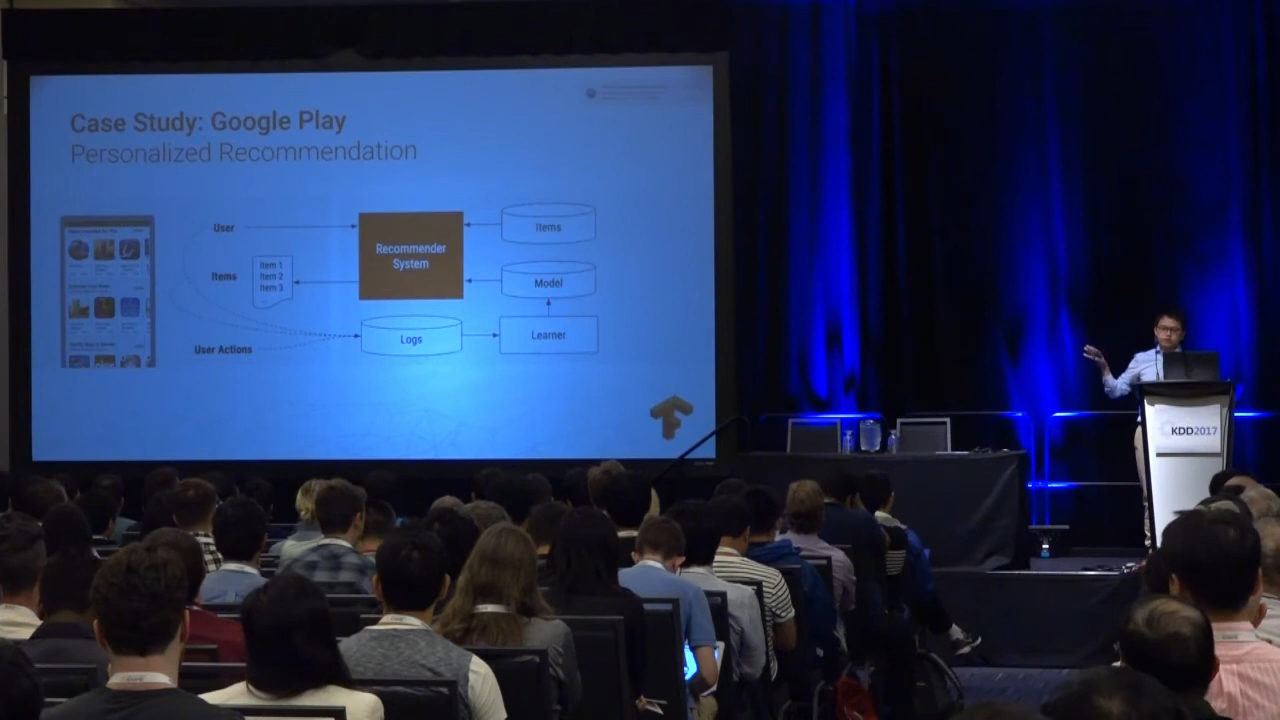 Case Study: Google Play
Personalized Recommendation
User
Recommender
System
Items
Items
Item 1
Item 2
Item 3
...
Model
User Actions
Logs
Learner
KDD2017